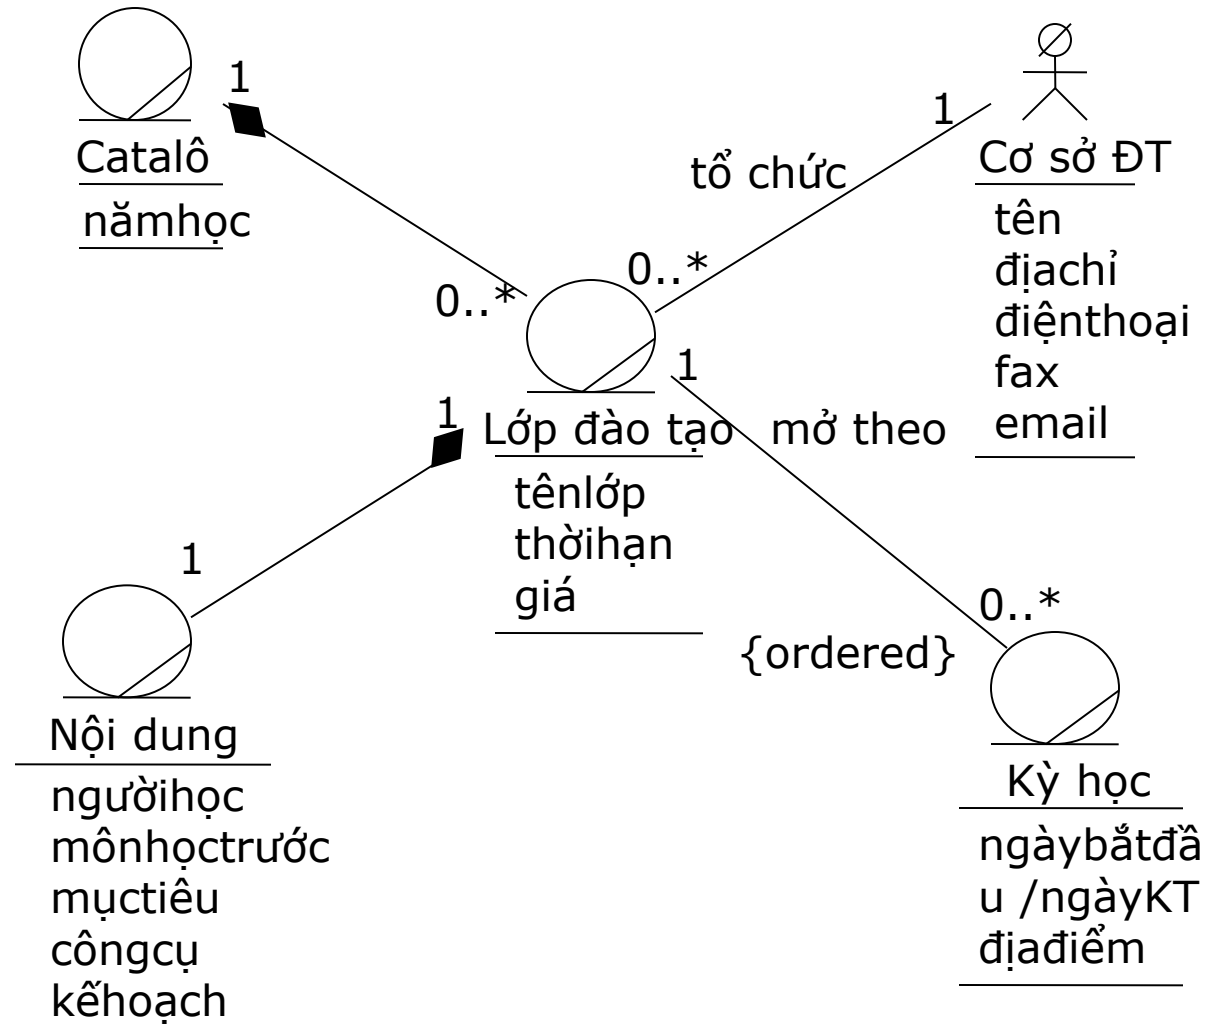 1
Catalô
nămhọc
1
tổ chức
Cơ sở ĐT
tên
địachỉ
điệnthoại
fax
email
0..*
0..*
1
1
Lớp đào tạo
mở theo
tênlớp
thờihạn
giá
1
0..*
{ordered}
Nội dung
ngườihọc
mônhọctrước
mụctiêu
côngcụ
kếhoạch
Kỳ học
ngàybắtđầ
u /ngàyKT
địađiểm